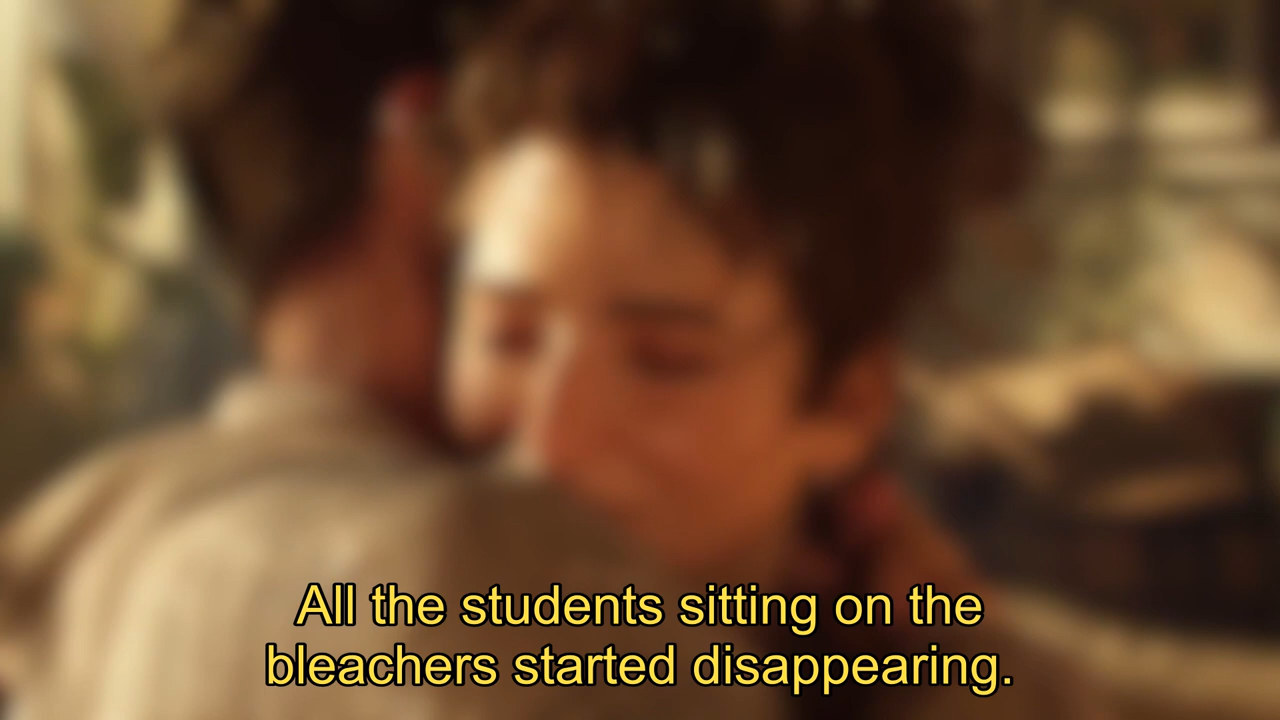 All the students sitting on the
bleachers started disappearing.